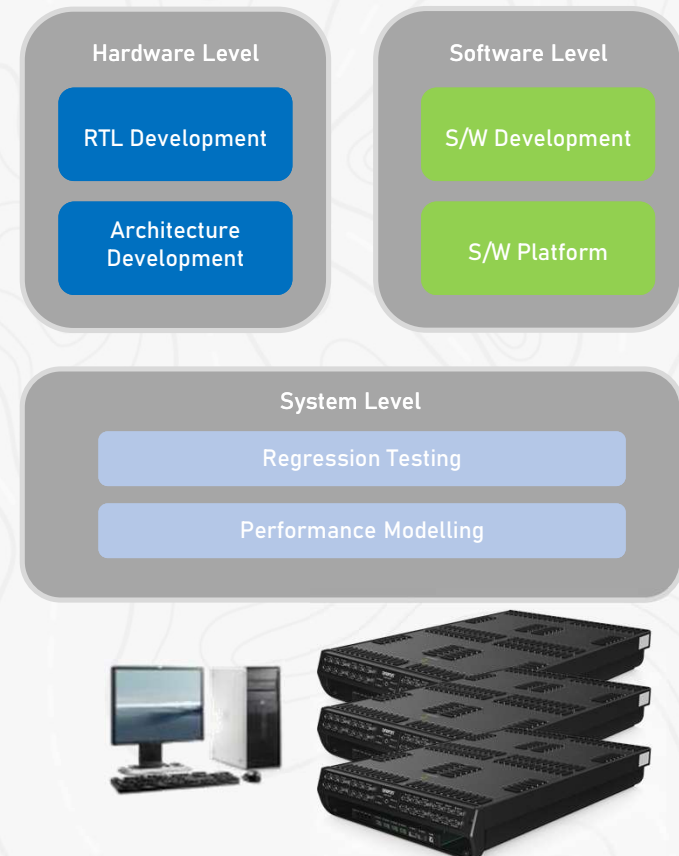 Hardware Level
RTL Development
Architecture
Development
Software Level
S/W Development
S/W Platform
System Level
Regression Testing
Performance Modelling